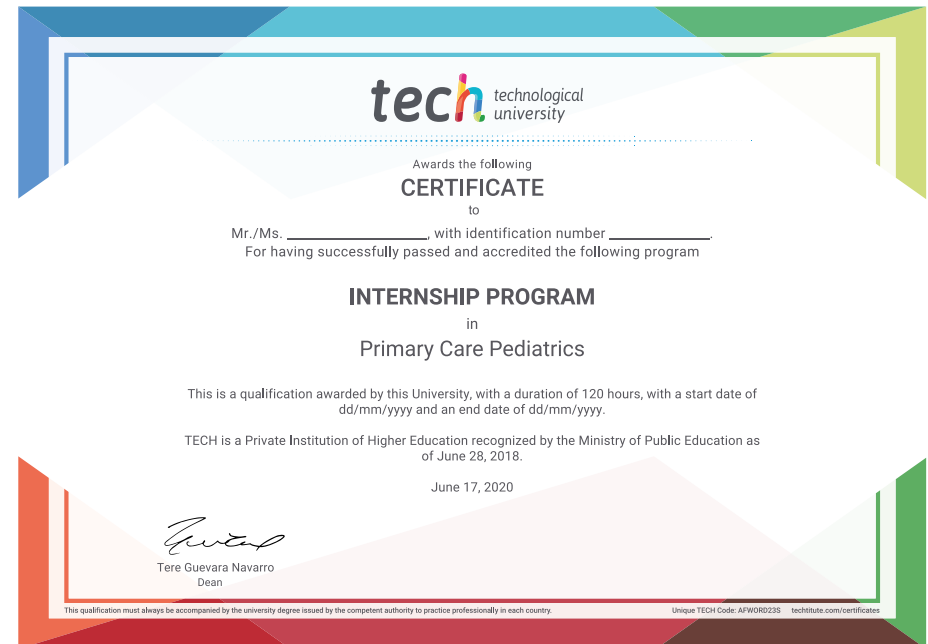 tech technological
university
Awards the following
CERTIFICATE
to
Mr./Ms. ____________, with identification number ____________.
For having successfully passed and accredited the following program
INTERNSHIP PROGRAM
in
Primary Care Pediatrics
This is a qualification awarded by this University, with a duration of 120 hours, with a start date of
dd/mm/yyyy and an end date of dd/mm/yyyy.
TECH is a Private Institution of Higher Education recognized by the Ministry of Public Education as
of June 28, 2018.
June 17, 2020
Tere Guevara Navarro
Dean
This qualification must always be accompanied by the university degree issued by the competent authority to practice professionally in each country. Unique TECH Code: AFWORD23S techtitute.com/certificates